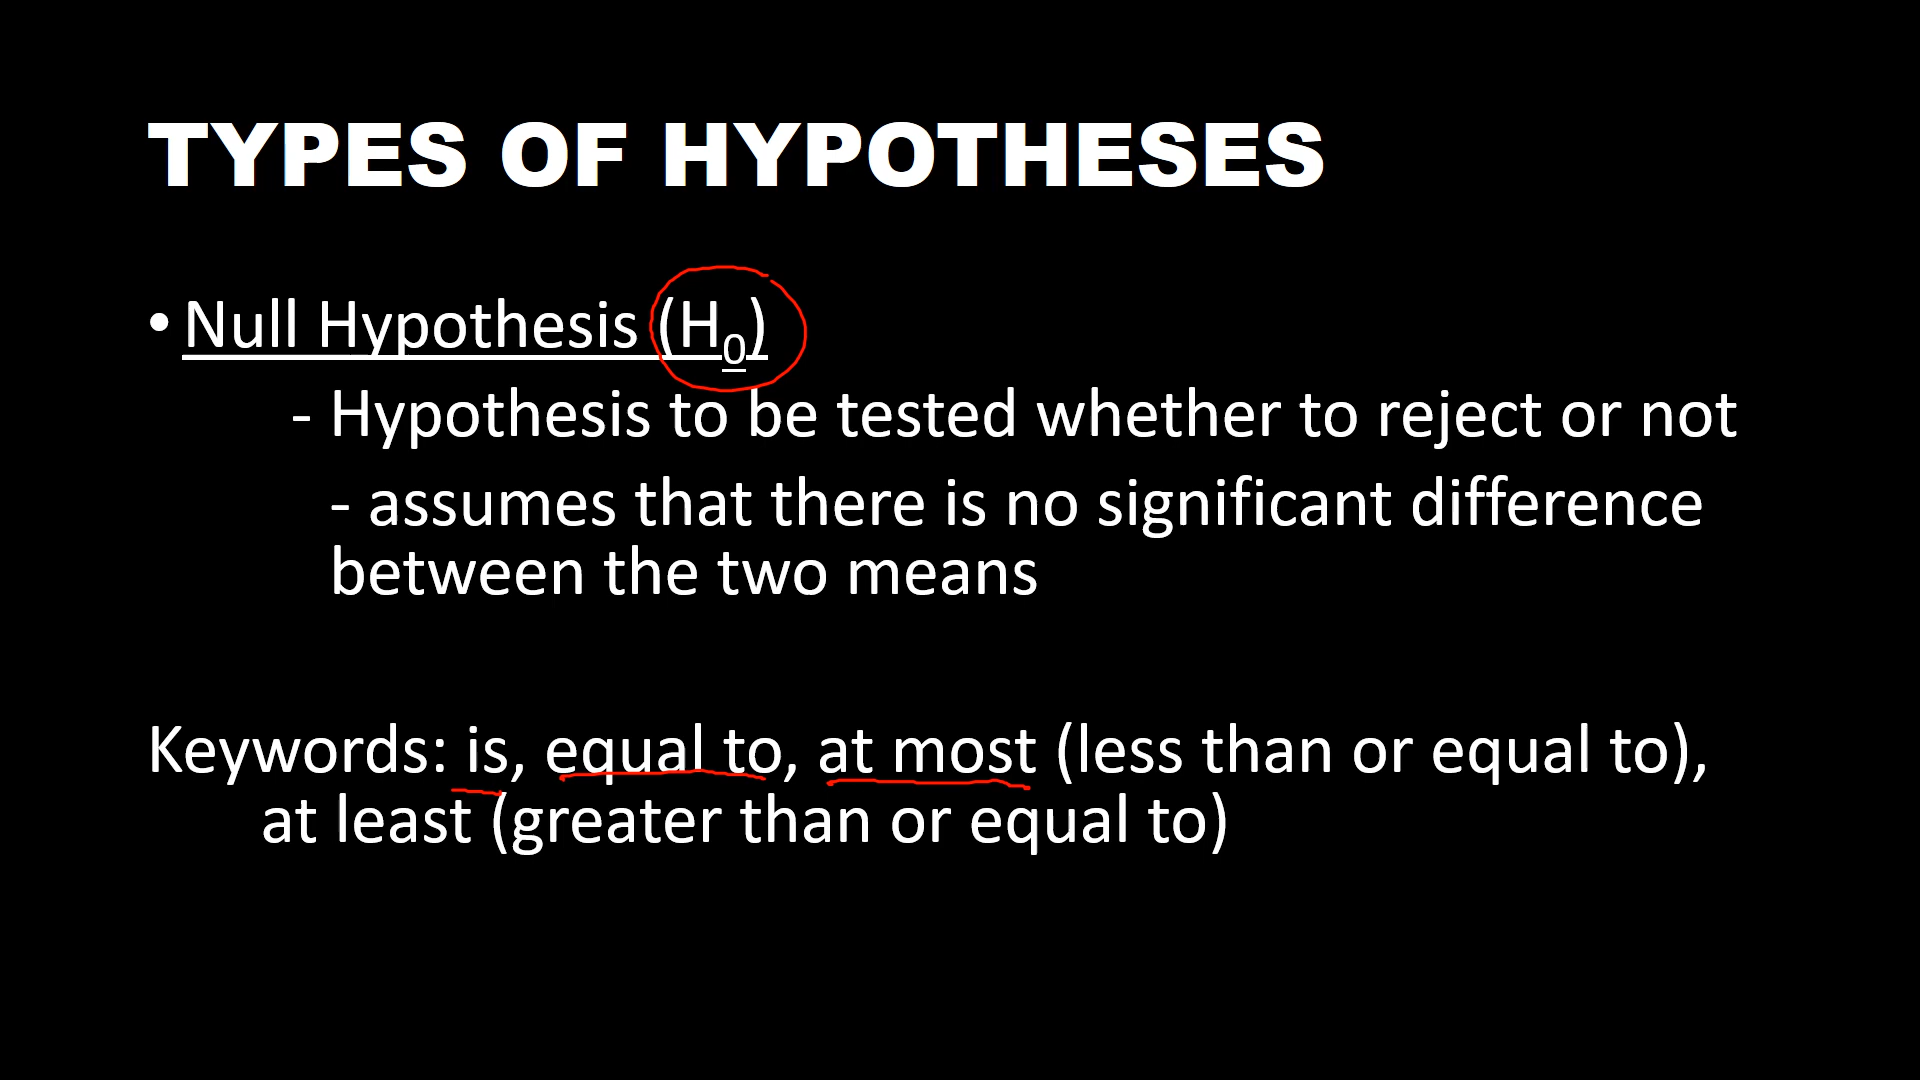 TYPES OF HYPOTHESES
• Null Hypothesis (H₀)
- Hypothesis to be tested whether to reject or not
- assumes that there is no significant difference
between the two means
Keywords: is, equal to, at most (less than or equal to),
at least (greater than or equal to)